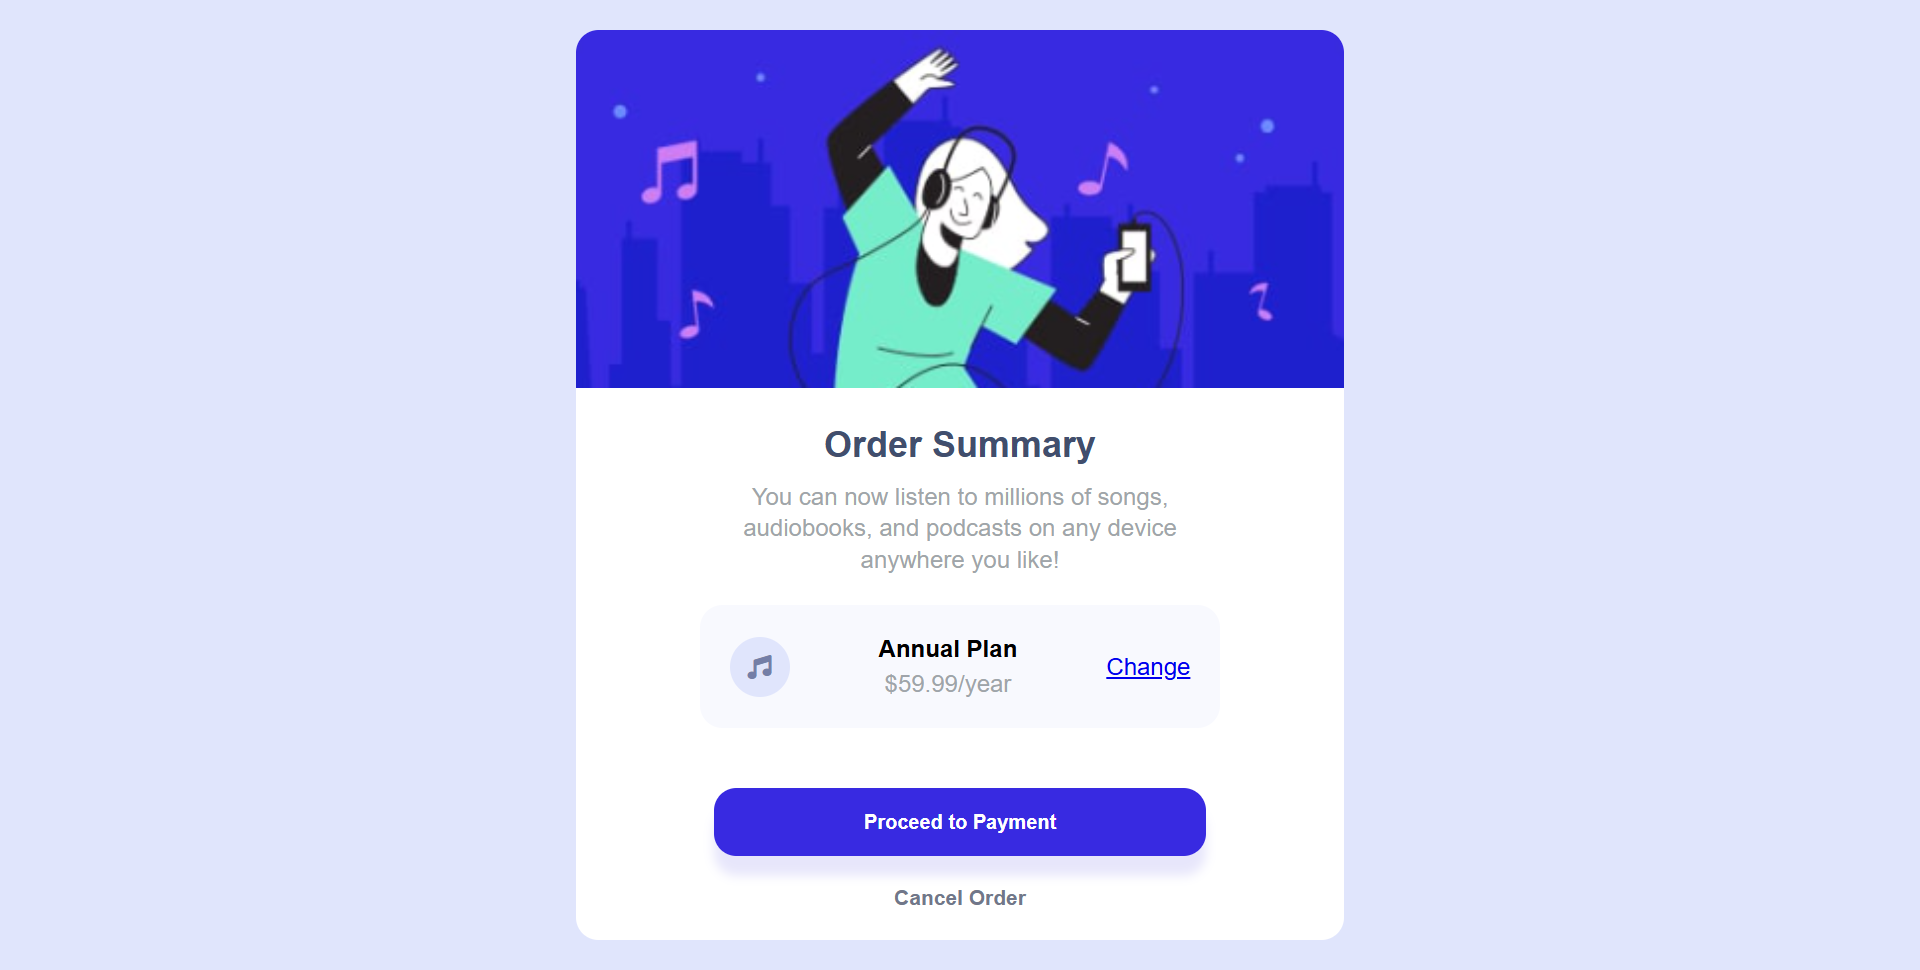 Order Summary
You can now listen to millions of songs,
audiobooks, and podcasts on any device
anywhere you like!
Annual Plan
$59.99/year
Change
Proceed to Payment
Cancel Order